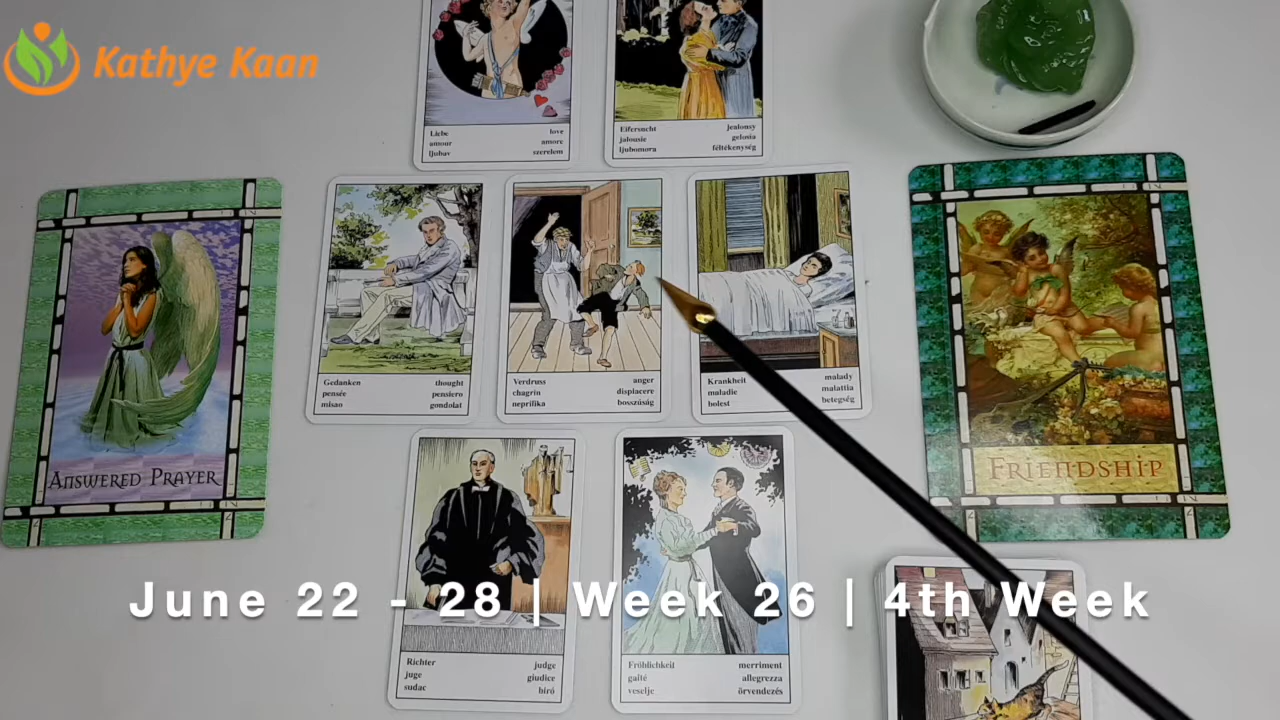 Kathye Kaan
Liebe love
amour amore
ljubav szerelem
Eifersucht jealousy
jalousie gelosia
ljubomora féltékenység
ANSWERED PRAYER
Gedanken thought
pensée pensiero
misao gondolat
Verdruss anger
chagrin displacere
neprilika bosszúság
Krankheit malady
maladie malattia
bolest betegség
FRIENDSHIP
June 22 - 28 | Week 26 | 4th Week
Richter judge
juge giudice
sudac bíró
Fröhlichkeit merriment
gaîté allegrezza
veselje örvendezés